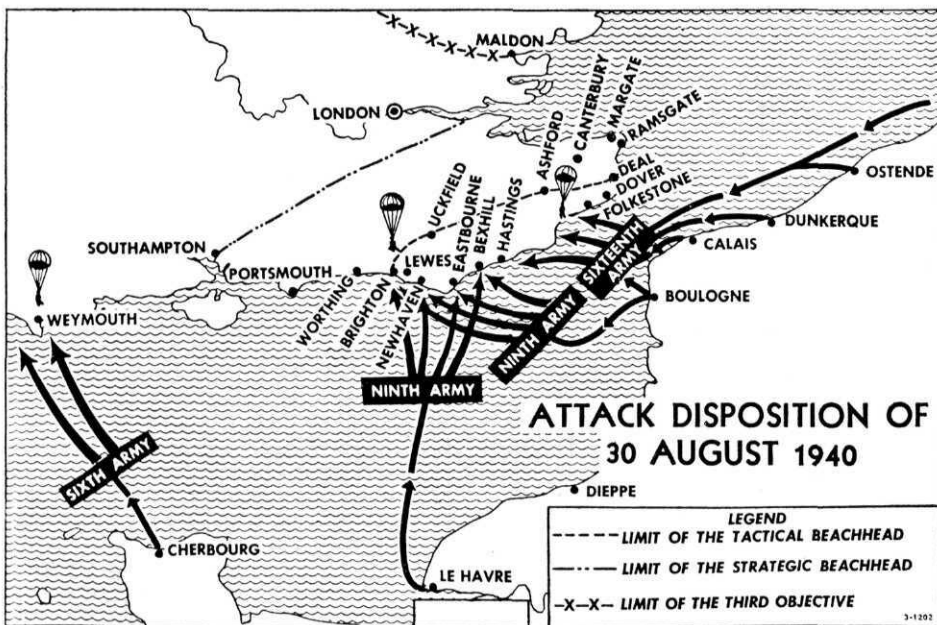 MALDON
LONDON
CANTERBURY
MARGATE
RAMSGATE
ASHFORD
DEAL
DOVER
FOLKESTONE
OSTENDE
DUNKERQUE
CALAIS
BOULOGNE
UCKFIELD
EASTBOURNE
BEXHILL
HASTINGS
SOUTHAMPTON
PORTSMOUTH
LEWES
WORTHING
BRIGHTON
NEWHAVEN
WEYMOUTH
SIXTEENTH
ARMY
NINTH ARMY
NINTH ARMY
SIXTH ARMY
ATTACK DISPOSITION OF
30 AUGUST 1940
DIEPPE
CHERBOURG
LE HAVRE
LEGEND
LIMIT OF THE TACTICAL BEACHHEAD
LIMIT OF THE STRATEGIC BEACHHEAD
-X-X- LIMIT OF THE THIRD OBJECTIVE
3-1202